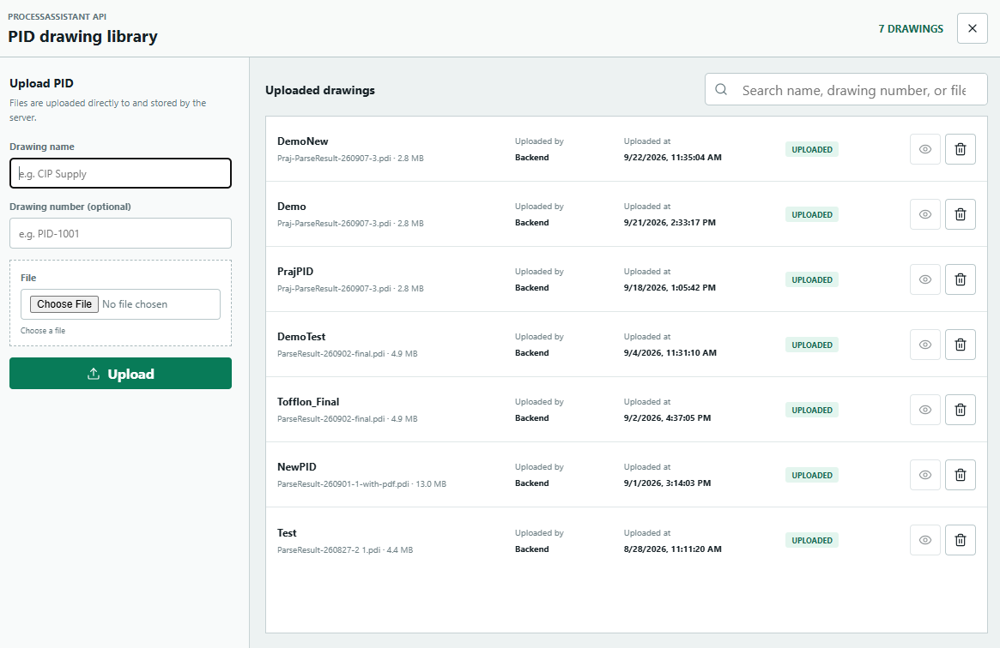 PROCESSASSISTANT API
PID drawing library
7 DRAWINGS
Upload PID
Files are uploaded directly to and stored by the
server.
Drawing name
e.g. CIP Supply
Drawing number (optional)
e.g. PID-1001
File
Choose File No file chosen
Choose a file
Upload
Uploaded drawings
Search name, drawing number, or file
DemoNew
Praj-ParseResult-260907-3.pdi · 2.8 MB
Uploaded by
Backend
Uploaded at
9/22/2026, 11:35:04 AM
UPLOADED
Demo
Praj-ParseResult-260907-3.pdi · 2.8 MB
Uploaded by
Backend
Uploaded at
9/21/2026, 2:33:17 PM
UPLOADED
PrajPID
Praj-ParseResult-260907-3.pdi · 2.8 MB
Uploaded by
Backend
Uploaded at
9/18/2026, 1:05:42 PM
UPLOADED
DemoTest
ParseResult-260902-final.pdi · 4.9 MB
Uploaded by
Backend
Uploaded at
9/4/2026, 11:31:10 AM
UPLOADED
Tofflon_Final
ParseResult-260902-final.pdi · 4.9 MB
Uploaded by
Backend
Uploaded at
9/2/2026, 4:37:05 PM
UPLOADED
NewPID
ParseResult-260901-1-with-pdf.pdi · 13.0 MB
Uploaded by
Backend
Uploaded at
9/1/2026, 3:14:03 PM
UPLOADED
Test
ParseResult-260827-2 1.pdi · 4.4 MB
Uploaded by
Backend
Uploaded at
8/28/2026, 11:11:20 AM
UPLOADED